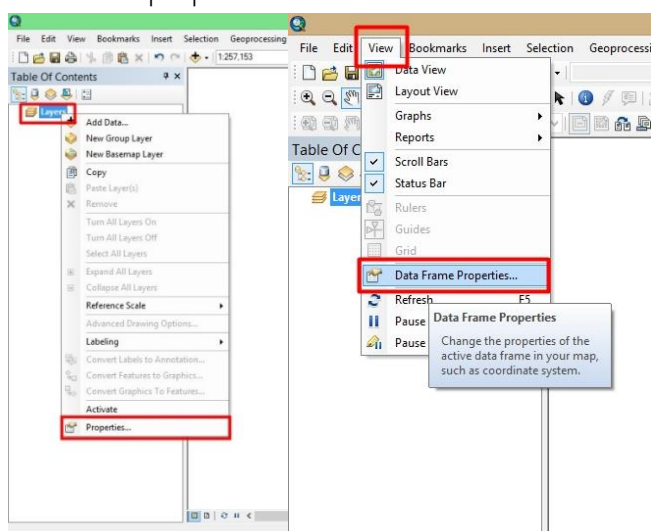 File Edit View Bookmarks Insert Selection Geoprocessing
1:257,153
Table Of Contents
Layers
Add Data...
New Group Layer
New Basemap Layer
Copy
Paste Layer(s)
Remove
Turn All Layers On
Turn All Layers Off
Select All Layers
Expand All Layers
Collapse All Layers
Reference Scale
Advanced Drawing Options...
Labeling
Convert Labels to Annotation...
Convert Features to Graphics...
Convert Graphics To Features...
Activate
Properties...
File Edit View Bookmarks Insert Selection Geoprocessi
Data View
Layout View
Graphs
Reports
Table Of C
Scroll Bars
Status Bar
Layer
Rulers
Guides
Grid
Data Frame Properties...
Refresh F5
Pause
Pause
Data Frame Properties
Change the properties of the
active data frame in your map,
such as coordinate system.